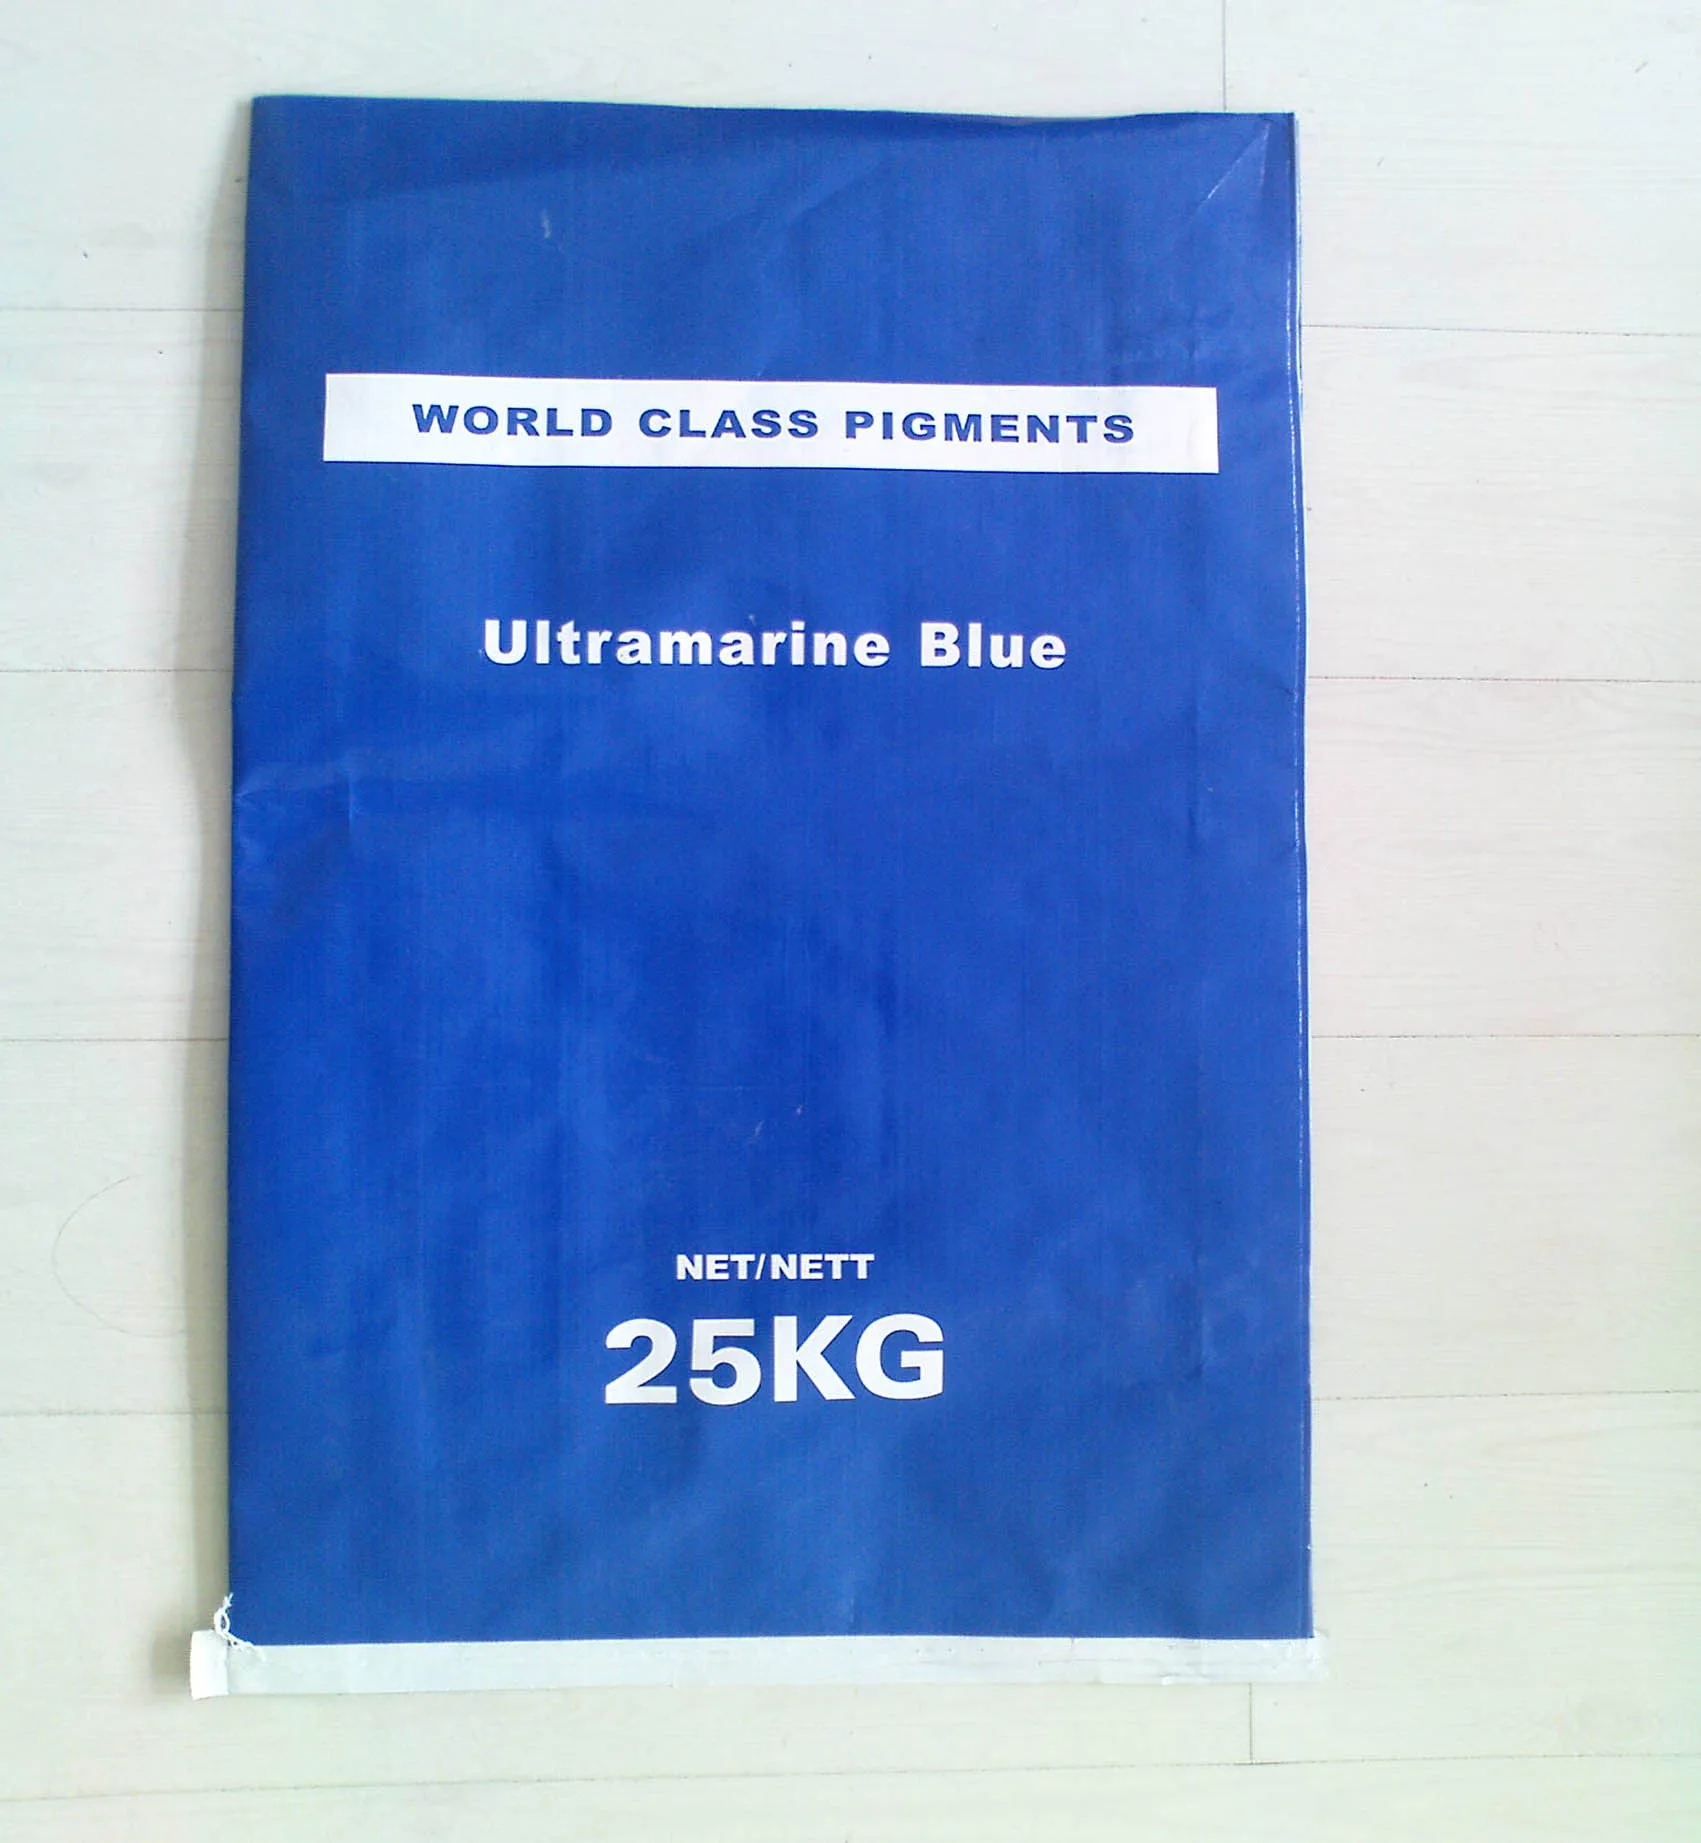 WORLD CLASS PIGMENTS
Ultramarine Blue
NET/NETT
25KG